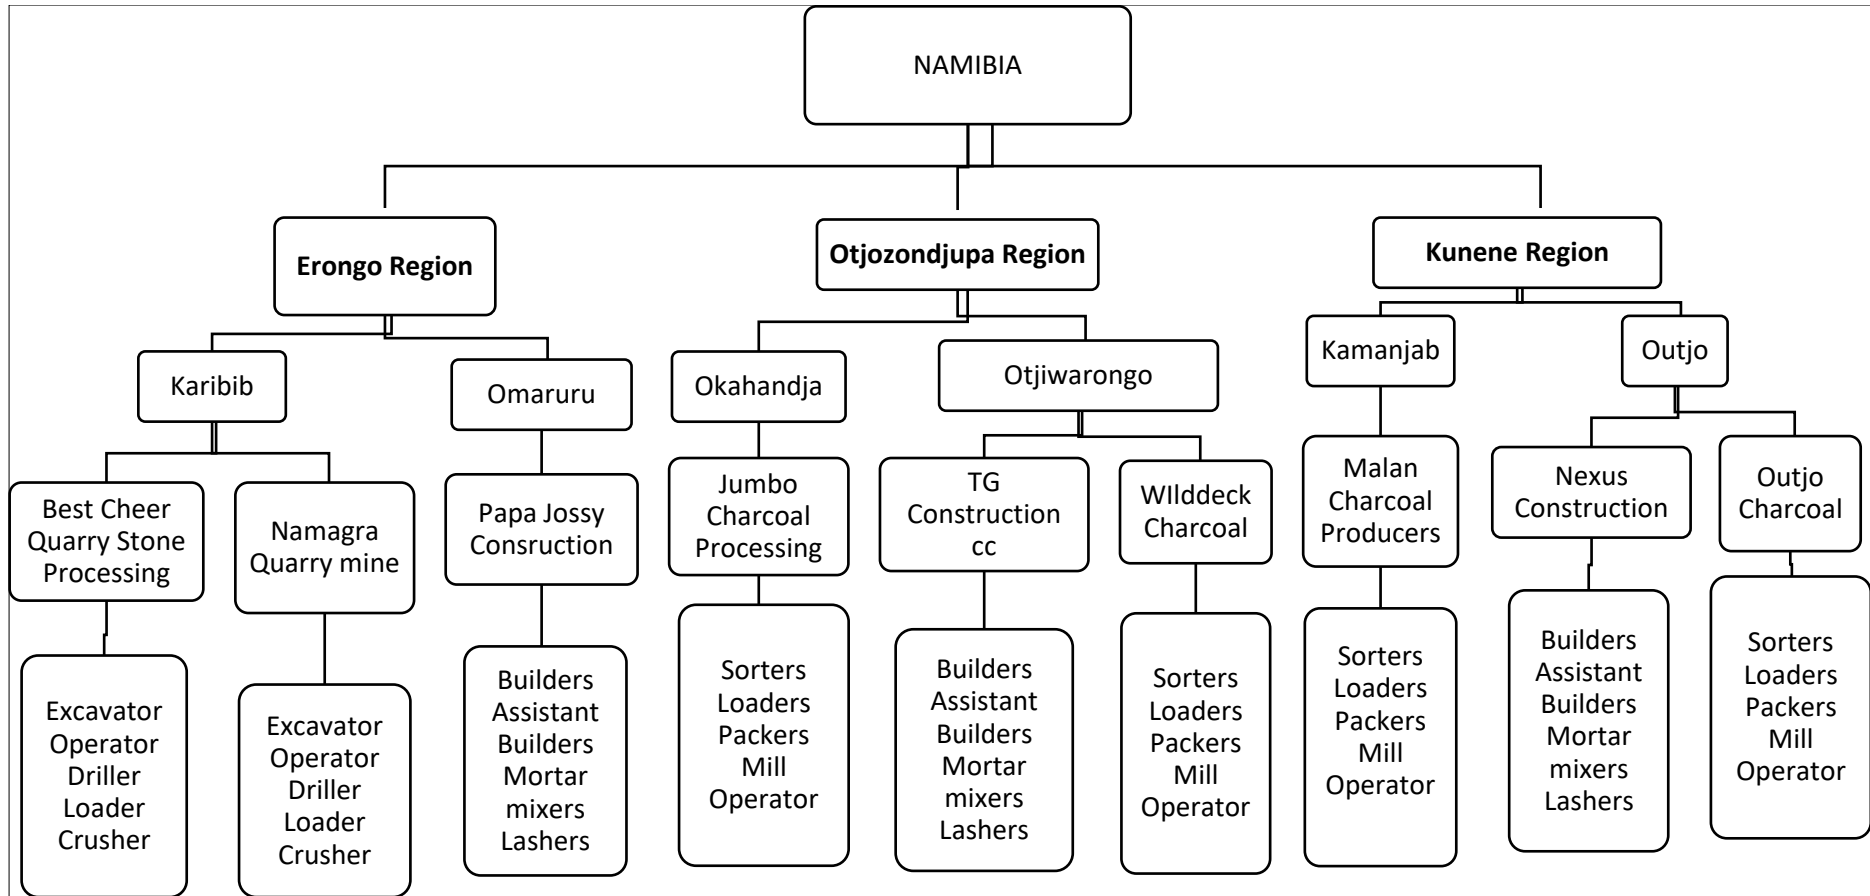 NAMIBIA
Erongo Region
Otjozondjupa Region
Kunene Region
Karibib
Omaruru
Okahandja
Otjiwarongo
Kamanjab
Outjo
Best Cheer
Quarry Stone
Processing
Namagra
Quarry mine
Papa Jossy
Consruction
Jumbo
Charcoal
Processing
TG
Construction
cc
WIlddeck
Charcoal
Malan
Charcoal
Producers
Nexus
Construction
Outjo
Charcoal
Excavator
Operator
Driller
Loader
Crusher
Excavator
Operator
Driller
Loader
Crusher
Builders
Assistant
Builders
Mortar
mixers
Lashers
Sorters
Loaders
Packers
Mill
Operator
Builders
Assistant
Builders
Mortar
mixers
Lashers
Sorters
Loaders
Packers
Mill
Operator
Sorters
Loaders
Packers
Mill
Operator
Builders
Assistant
Builders
Mortar
mixers
Lashers
Sorters
Loaders
Packers
Mill
Operator